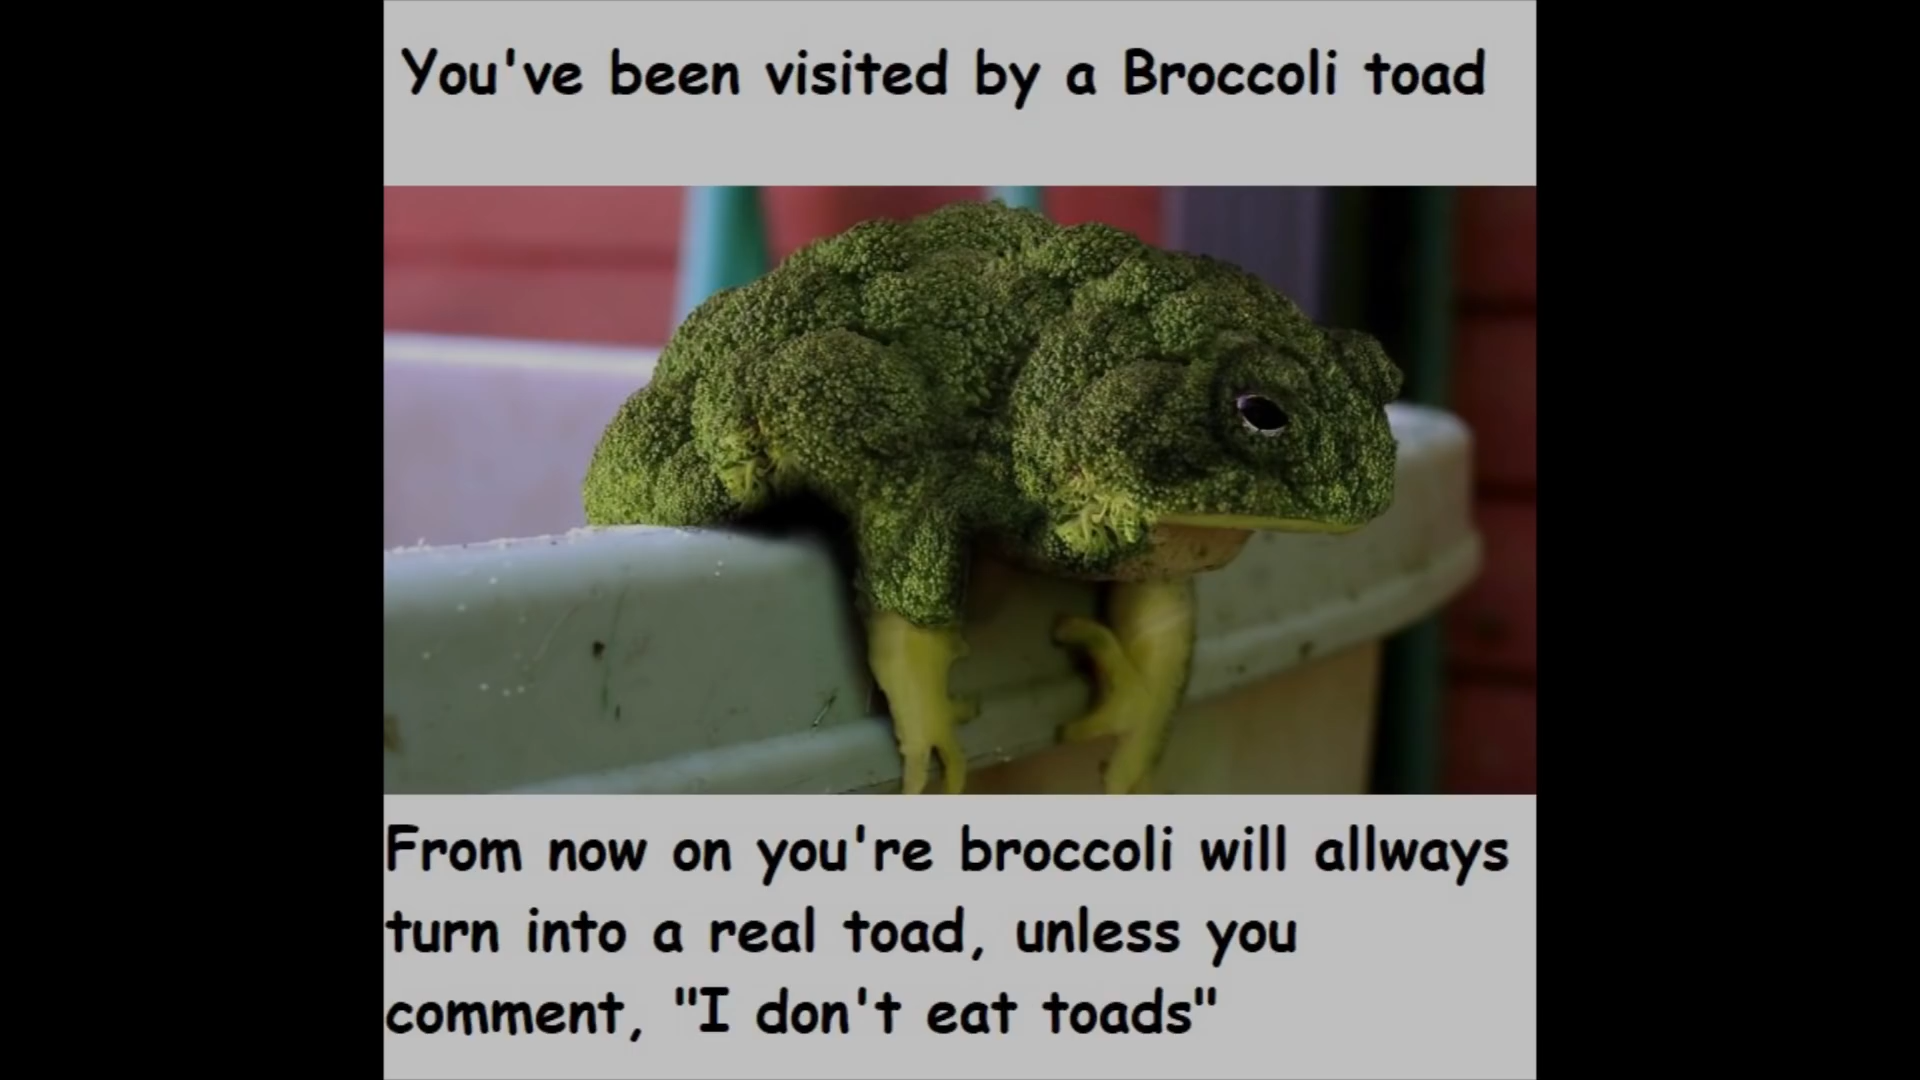 You've been visited by a Broccoli toad
From now on you're broccoli will allways
turn into a real toad, unless you
comment, "I don't eat toads"